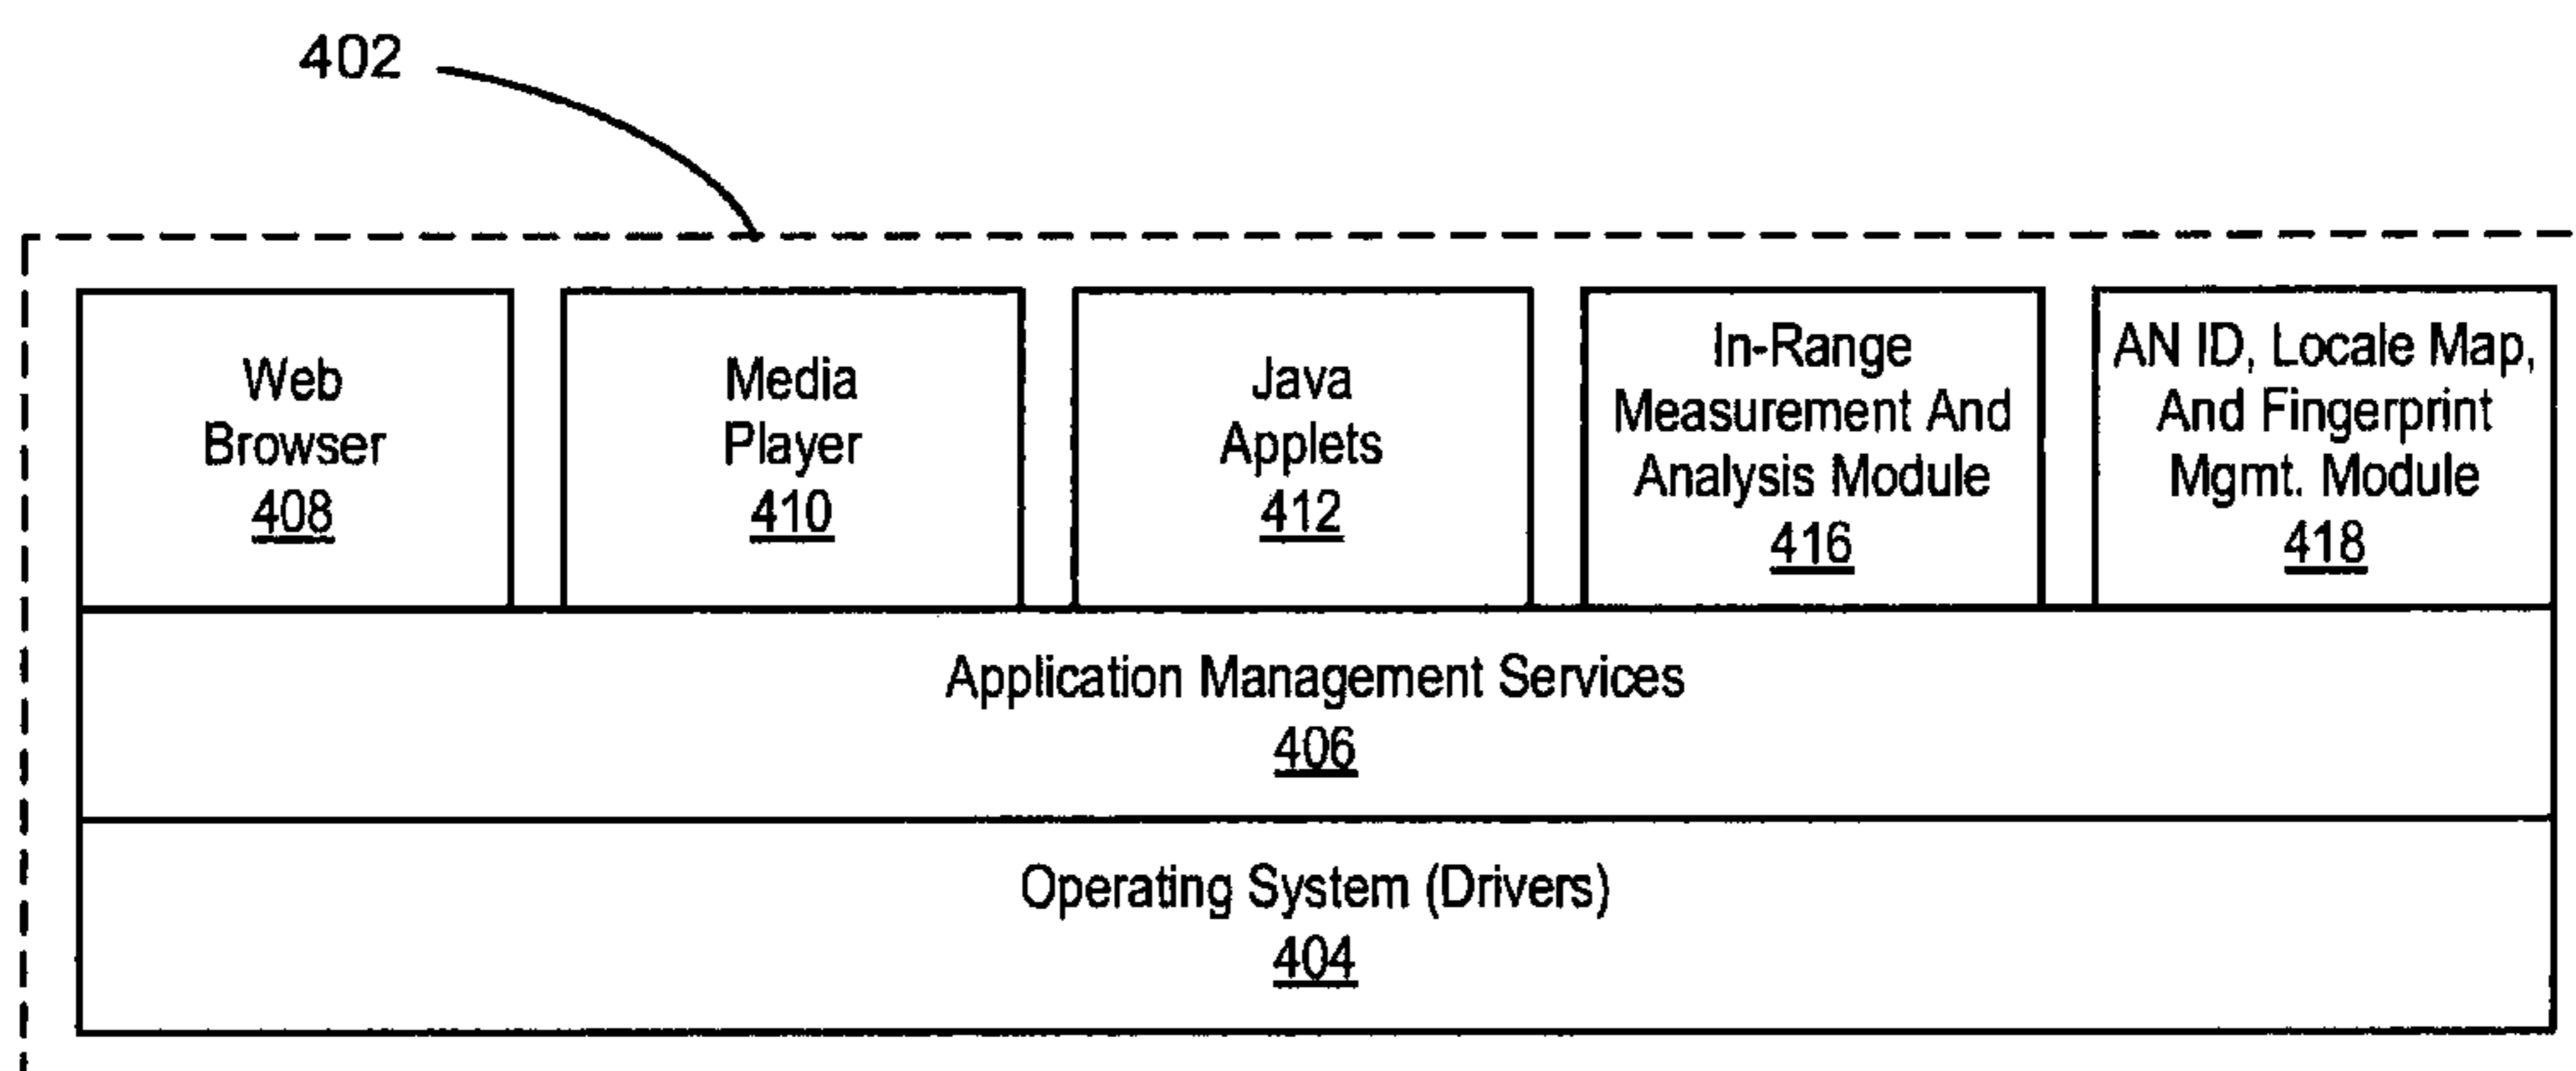 402
Web
Browser
408
Media
Player
410
Java
Applets
412
In-Range
Measurement And
Analysis Module
416
AN ID, Locale Map,
And Fingerprint
Mgmt. Module
418
Application Management Services
406
Operating System (Drivers)
404